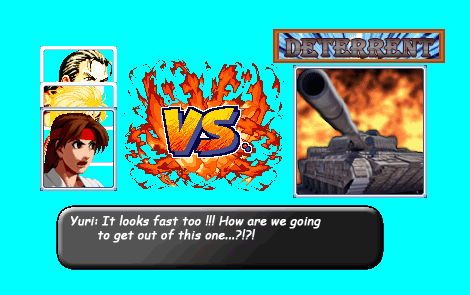 DETERRENT
VS.
Yuri: It looks fast too !!! How are we going
to get out of this one...?!?!